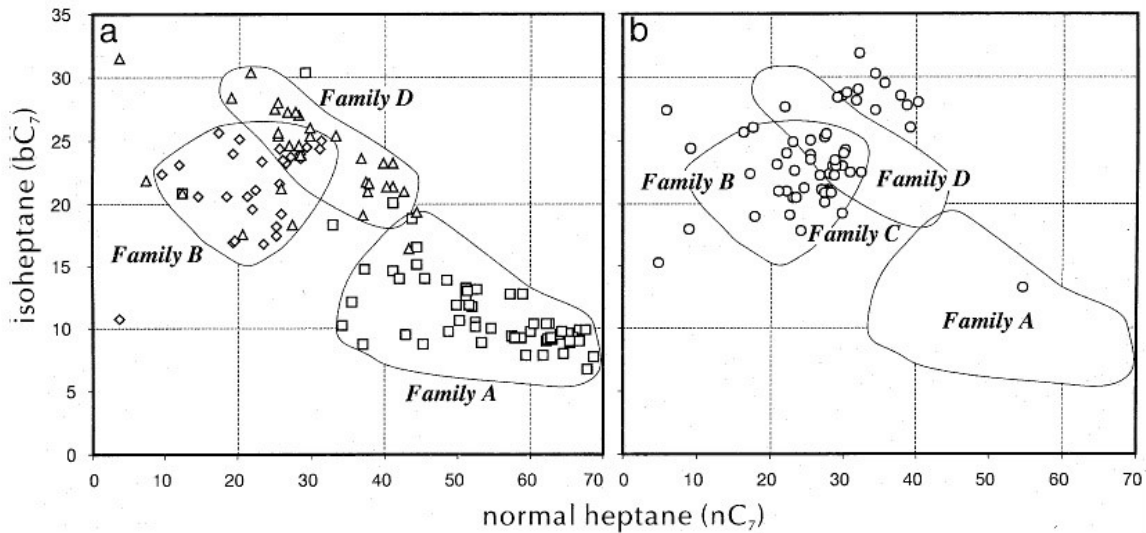 a
b
35
30
25
20
15
10
5
0
isoheptane (bC₇)
Family D
Family B
Family A
Family B
Family D
Family C
Family A
0 10 20 30 40 50 60 70
0 10 20 30 40 50 60 70
normal heptane (nC₇)